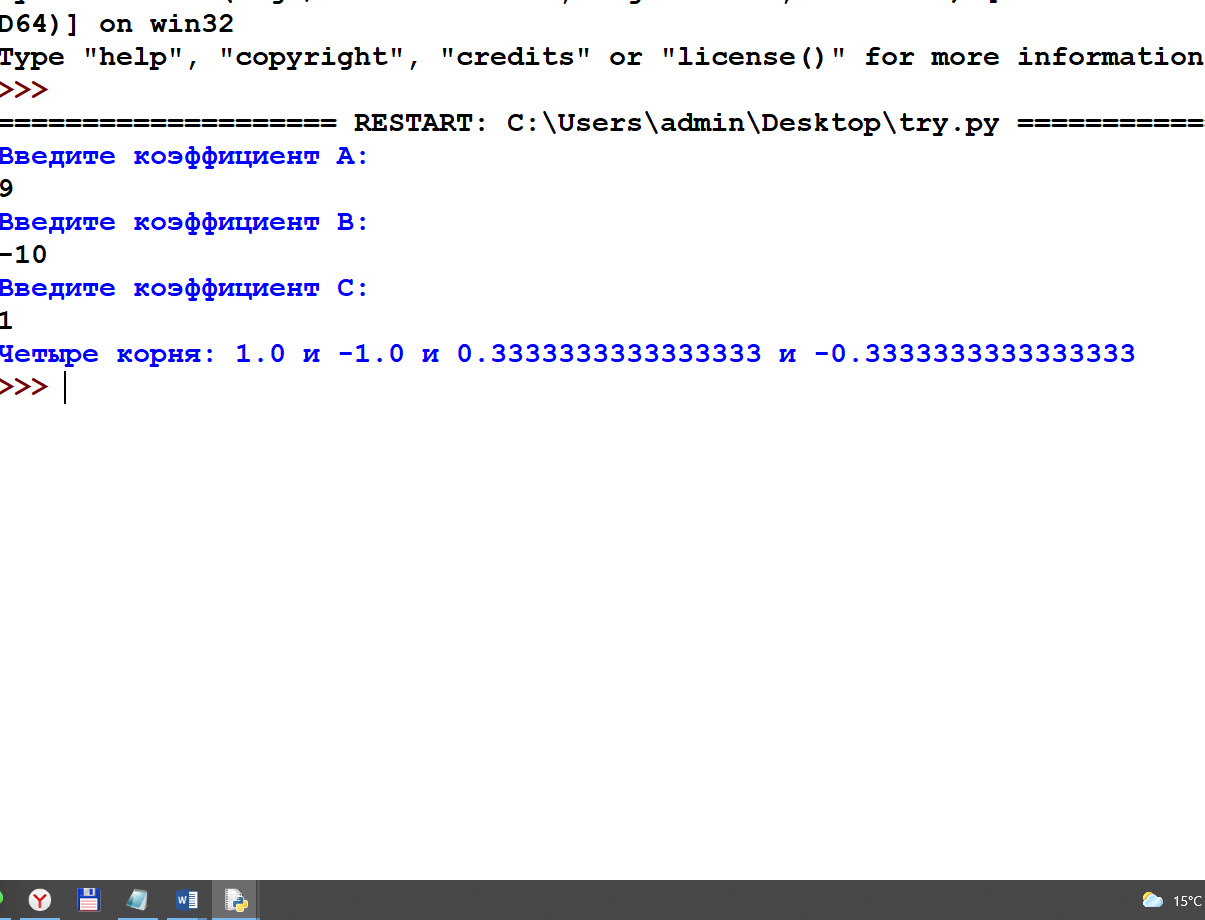 D64)] on win32
Type "help", "copyright", "credits" or "license()" for more information
>>>
==================== RESTART: C:\Users\admin\Desktop\try.py ===========
Введите коэффициент A:
9
Введите коэффициент B:
-10
Введите коэффициент C:
1
Четыре корня: 1.0 и -1.0 и 0.3333333333333333 и -0.3333333333333333
>>>
15°C